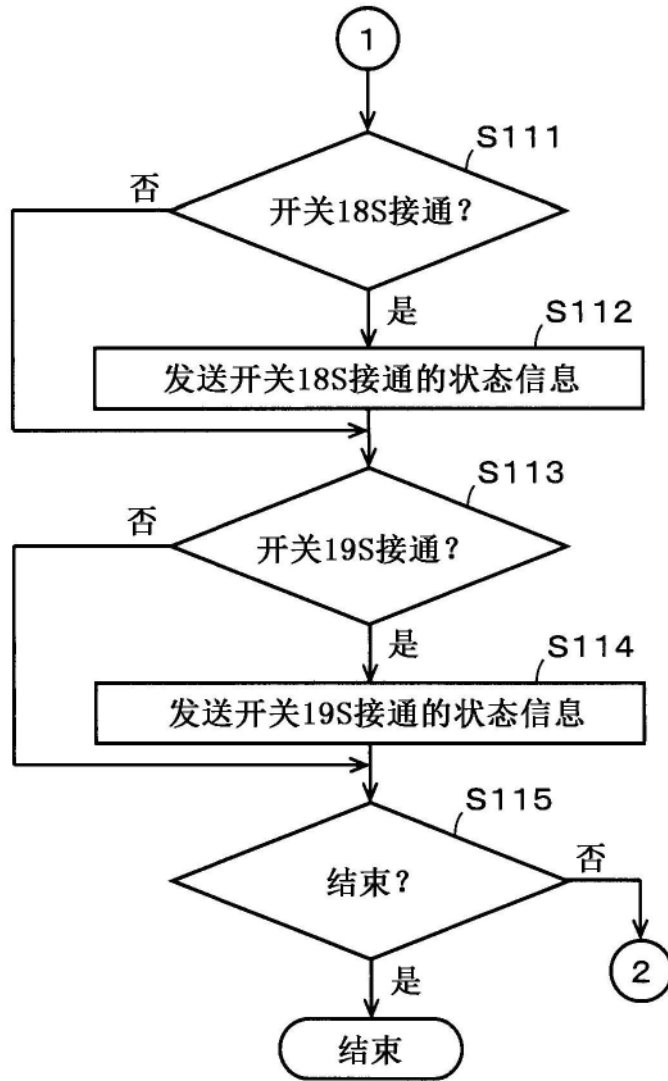 1
S111
否
开关18S接通？
是
S112
发送开关18S接通的状态信息
S113
否
开关19S接通？
是
S114
发送开关19S接通的状态信息
S115
结束？
否
2
是
结束